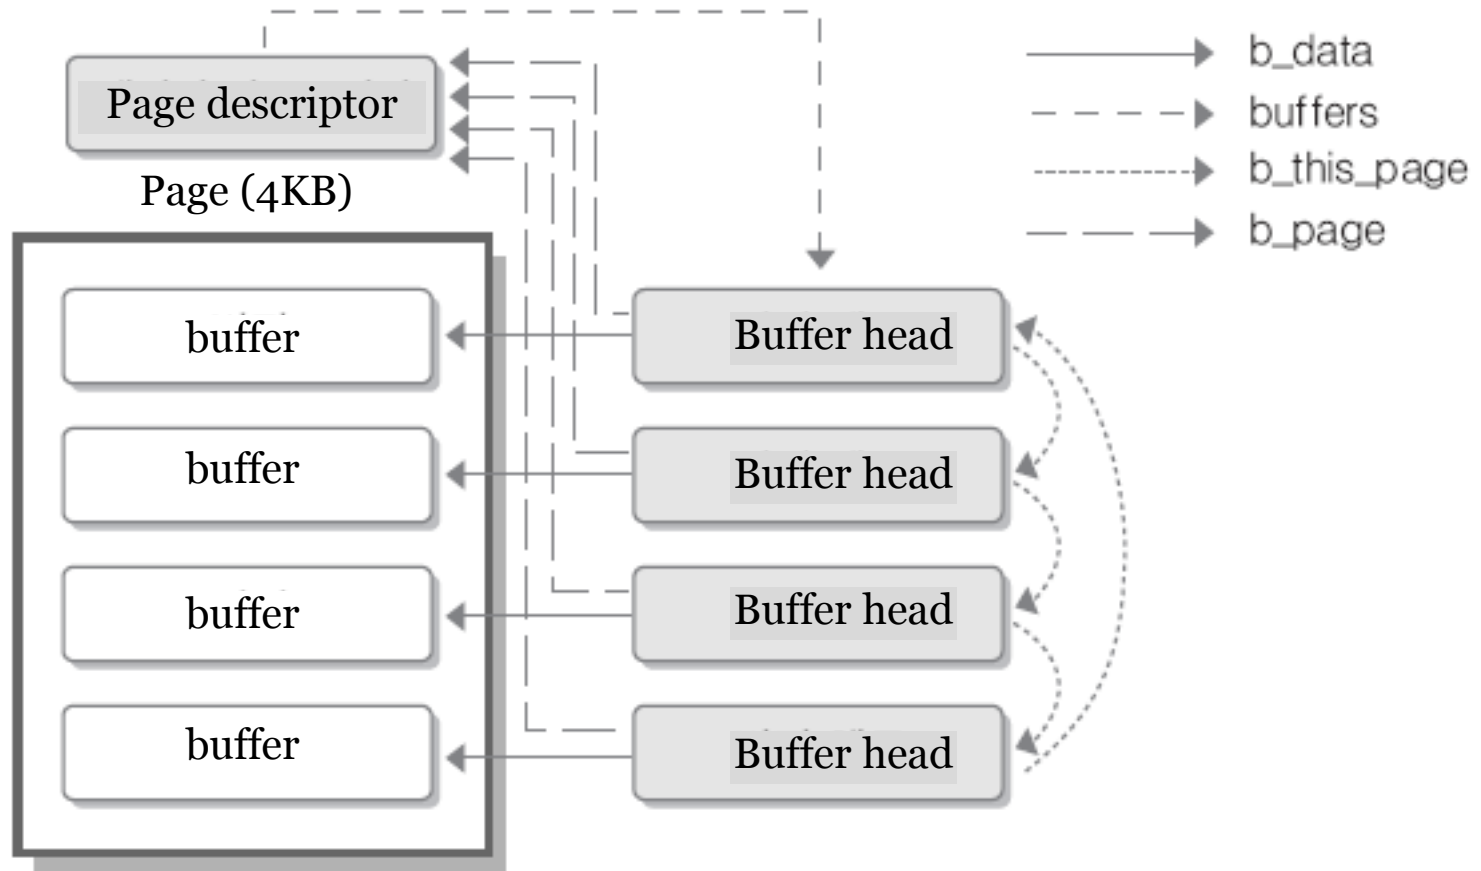 Page descriptor
Page (4KB)
buffer
buffer
buffer
buffer
Buffer head
Buffer head
Buffer head
Buffer head
b_data
buffers
b_this_page
b_page